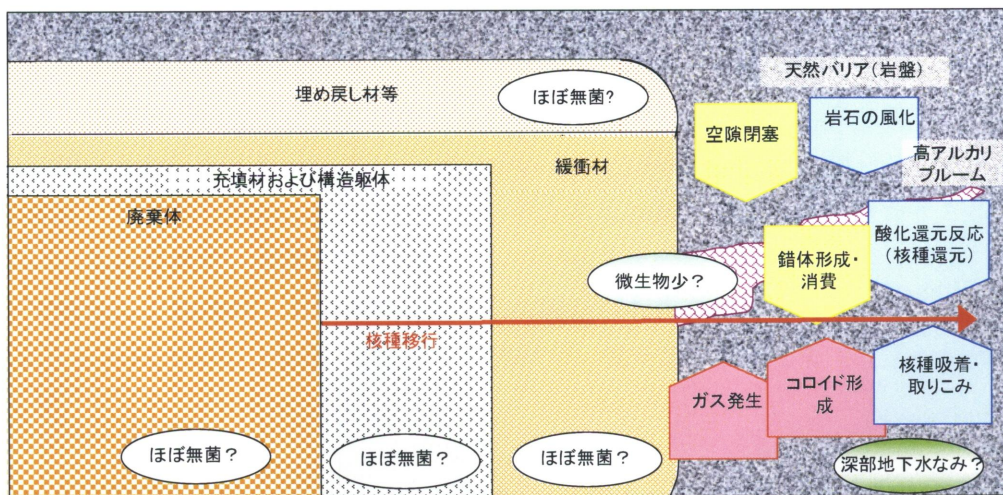 天然バリア(岩盤)
埋め戻し材等
ほぼ無菌?
空隙閉塞
岩石の風化
緩衝材
高アルカリ
プルーム
充填材および構造躯体
廃棄体
酸化還元反応
(核種還元)
錯体形成・
消費
微生物少?
核種移行
ガス発生
コロイド形
成
核種吸着・
取りこみ
ほぼ無菌?
ほぼ無菌?
ほぼ無菌?
深部地下水なみ?